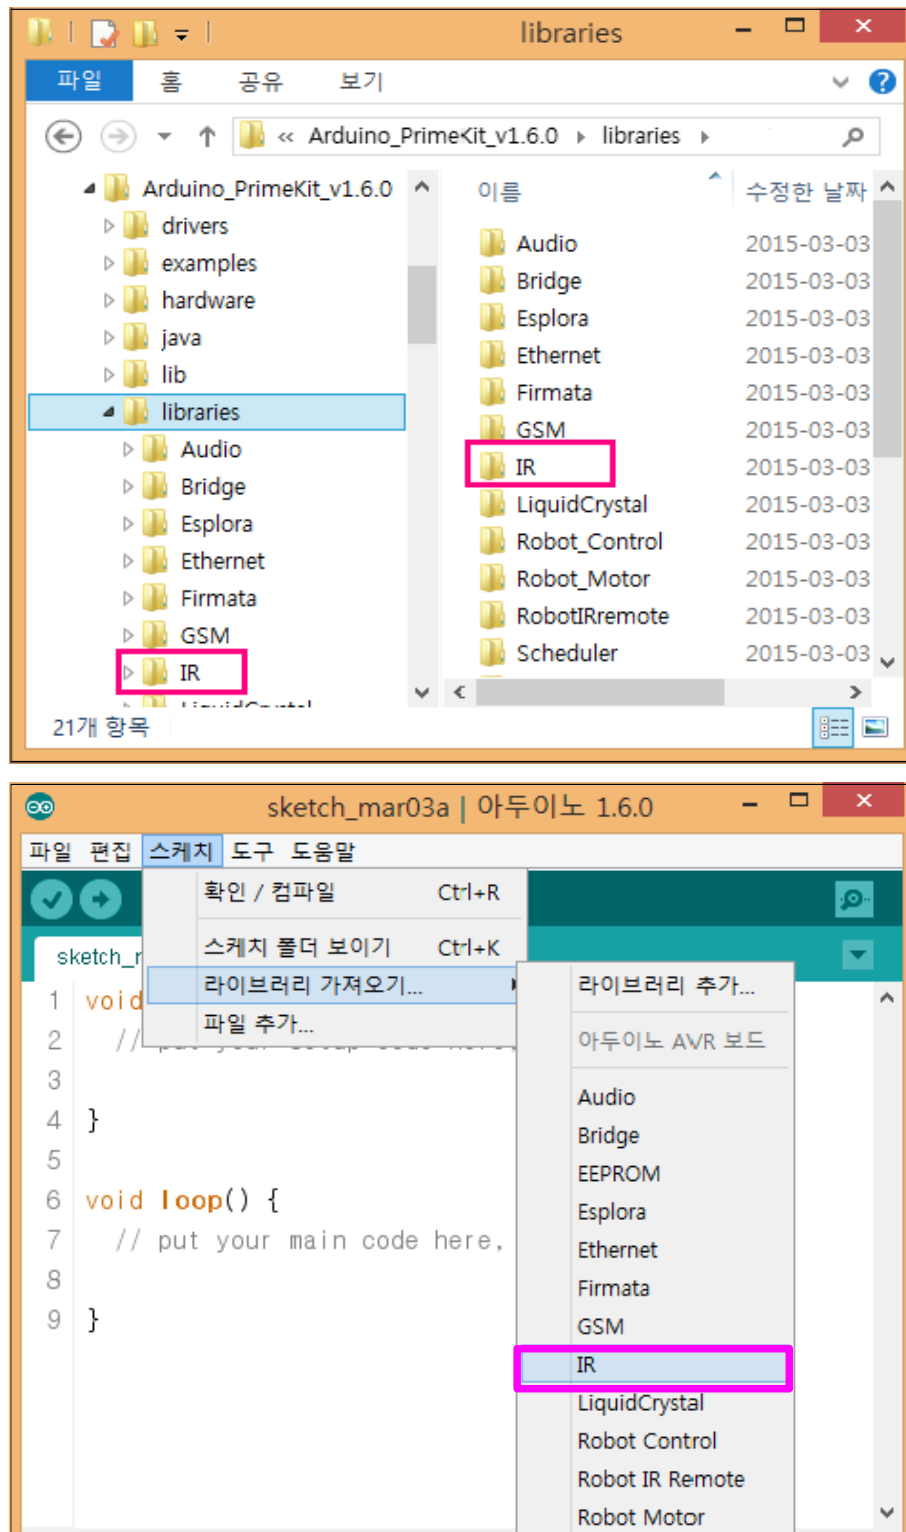 libraries
파일 홈 공유 보기
« Arduino_PrimeKit_v1.6.0 libraries
Arduino_PrimeKit_v1.6.0
drivers
examples
hardware
java
lib
libraries
Audio
Bridge
Esplora
Ethernet
Firmata
GSM
IR
LiquidCrystal
이름 수정한 날짜
Audio 2015-03-03
Bridge 2015-03-03
Esplora 2015-03-03
Ethernet 2015-03-03
Firmata 2015-03-03
GSM 2015-03-03
IR 2015-03-03
LiquidCrystal 2015-03-03
Robot_Control 2015-03-03
Robot_Motor 2015-03-03
RobotIRremote 2015-03-03
Scheduler 2015-03-03
21개 항목
sketch_mar03a | 아두이노 1.6.0
파일 편집 스케치 도구 도움말
확인 / 컴파일 Ctrl+R
스케치 폴더 보이기 Ctrl+K
라이브러리 가져오기...
파일 추가...
라이브러리 추가...
아두이노 AVR 보드
Audio
Bridge
EEPROM
Esplora
Ethernet
Firmata
GSM
IR
LiquidCrystal
Robot Control
Robot IR Remote
Robot Motor
sketch_
1 void
2 // put your setup code here,
3
4 }
5
6 void loop() {
7 // put your main code here,
8
9 }